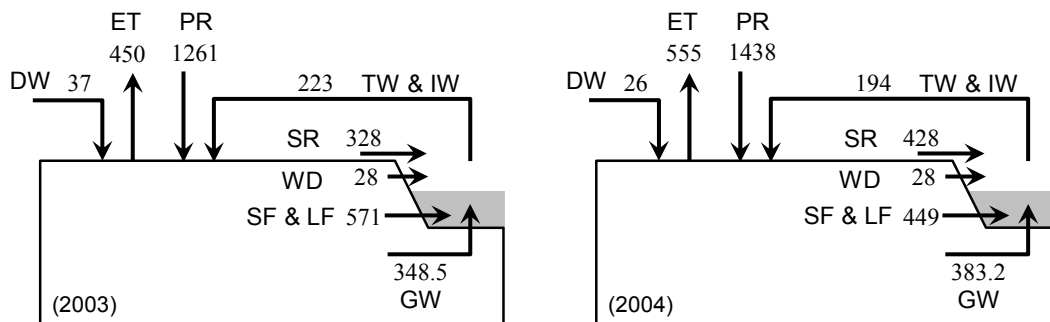 ET PR
450 1261
DW 37
223 TW & IW
SR 328
WD 28
SF & LF 571
348.5
GW
(2003)
ET PR
555 1438
DW 26
194 TW & IW
SR 428
WD 28
SF & LF 449
383.2
GW
(2004)